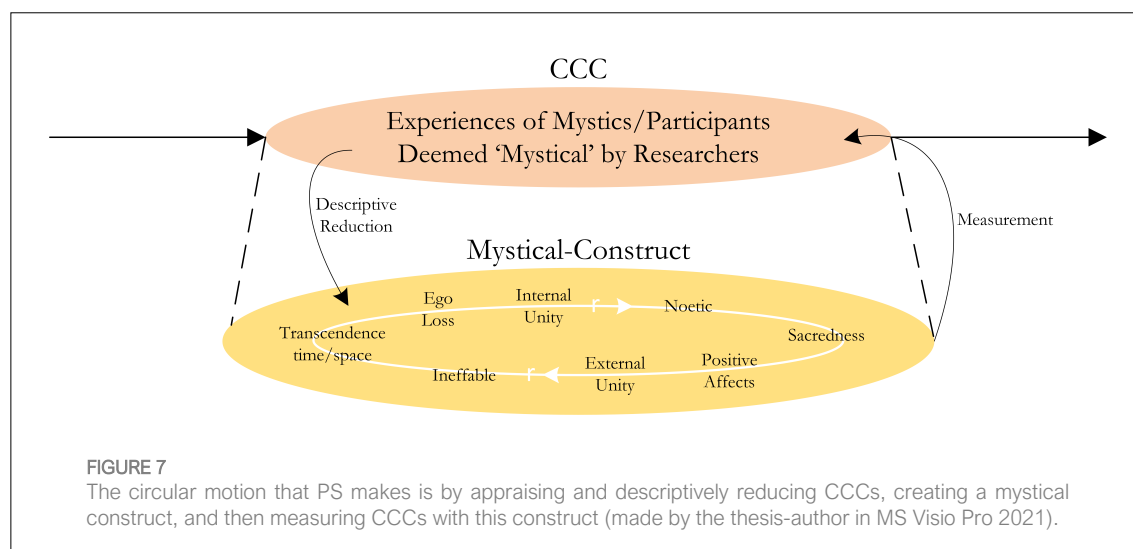 CCC
Experiences of Mystics/Participants
Deemed ‘Mystical’ by Researchers
Descriptive
Reduction
Measurement
Mystical-Construct
Ego
Loss
Internal
Unity
r
Noetic
Transcendence
time/space
Sacredness
Ineffable
r
External
Unity
Positive
Affects
FIGURE 7
The circular motion that PS makes is by appraising and descriptively reducing CCCs, creating a mystical
construct, and then measuring CCCs with this construct (made by the thesis-author in MS Visio Pro 2021).